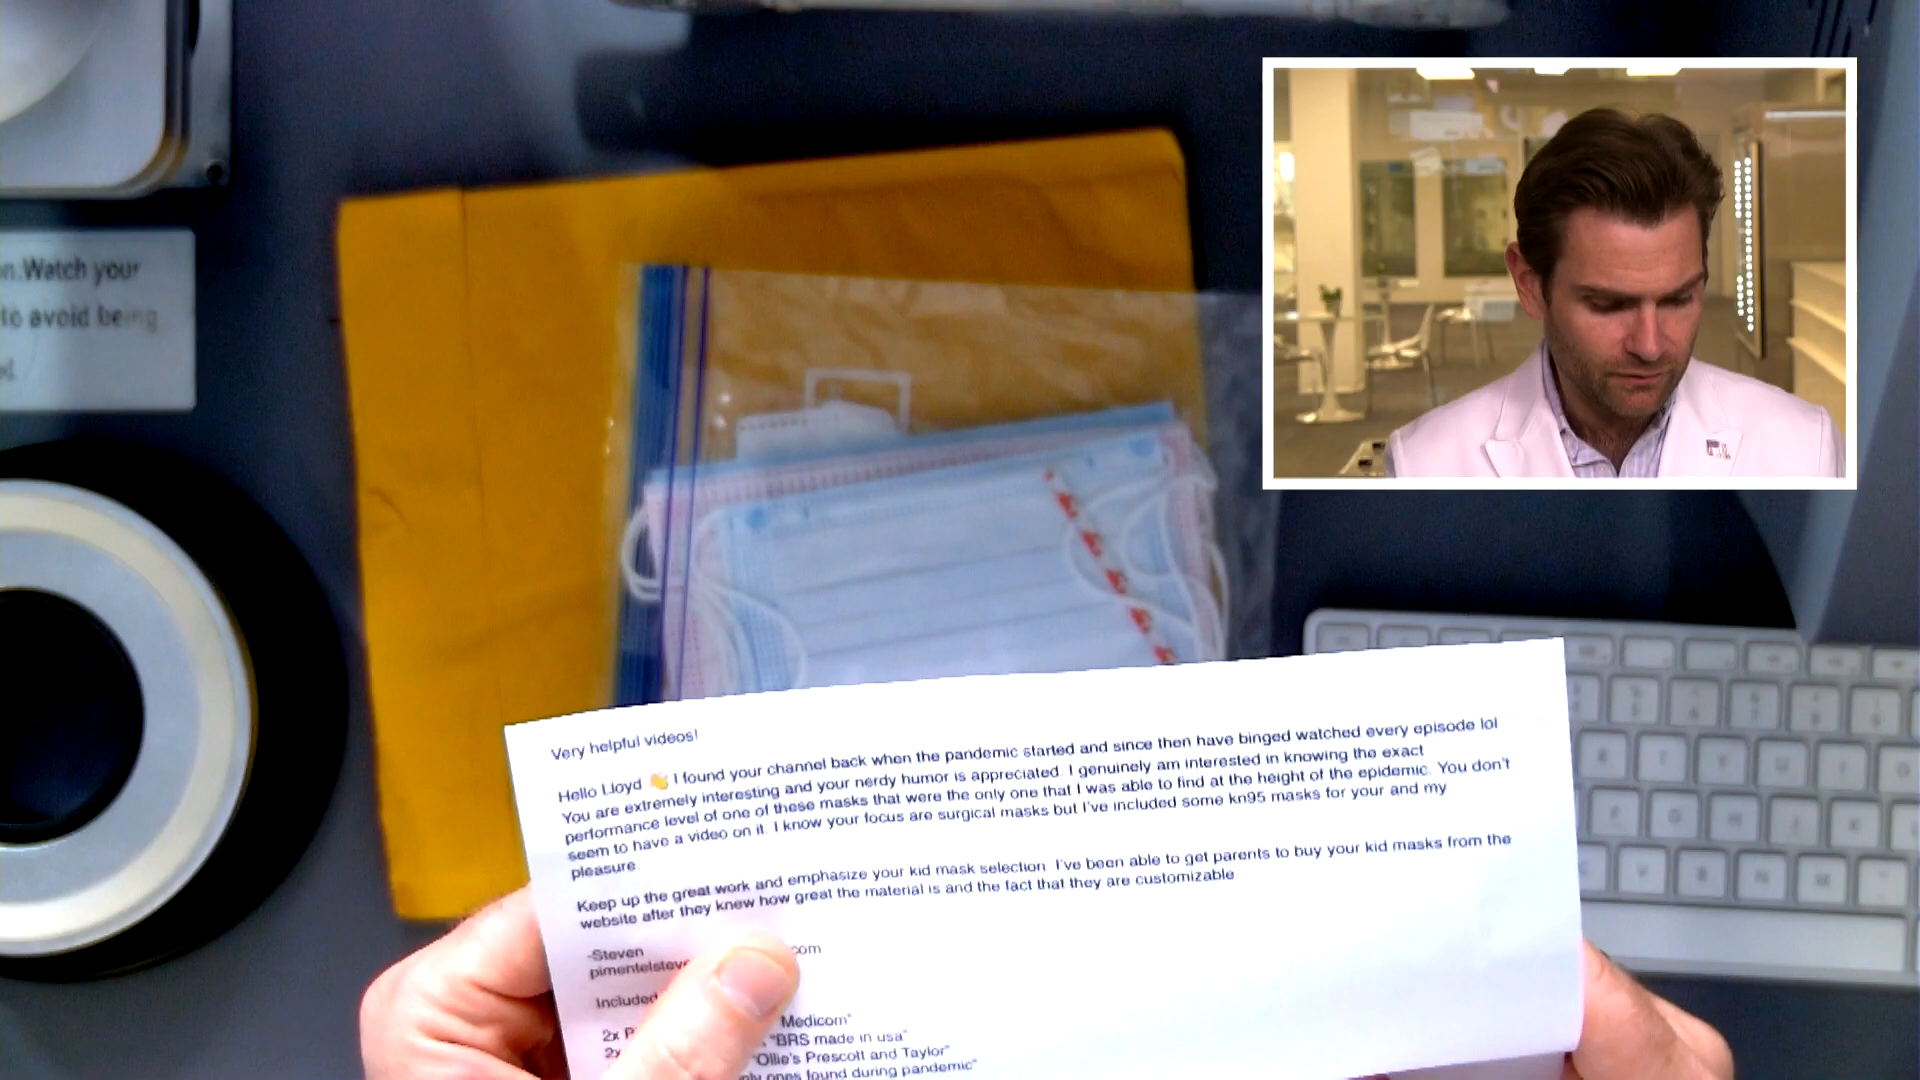 Watch your
to avoid being
Very helpful videos!
Hello Lloyd 👋 I found your channel back when the pandemic started and since then have binged watched every episode lol
You are extremely interesting and your nerdy humor is appreciated. I genuinely am interested in knowing the exact
performance level of one of these masks that were the only one that I was able to find at the height of the epidemic. You don't
seem to have a video on it. I know your focus are surgical masks but I've included some kn95 masks for your and my
pleasure.
Keep up the great work and emphasize your kid mask selection I've been able to get parents to buy your kid masks from the
website after they knew how great the material is and the fact that they are customizable
-Steven
pimentelsteve com
Included
2x P Medicom"
2x "BRS made in usa"
"Ollie's Prescott and Taylor"
only ones found during pandemic"